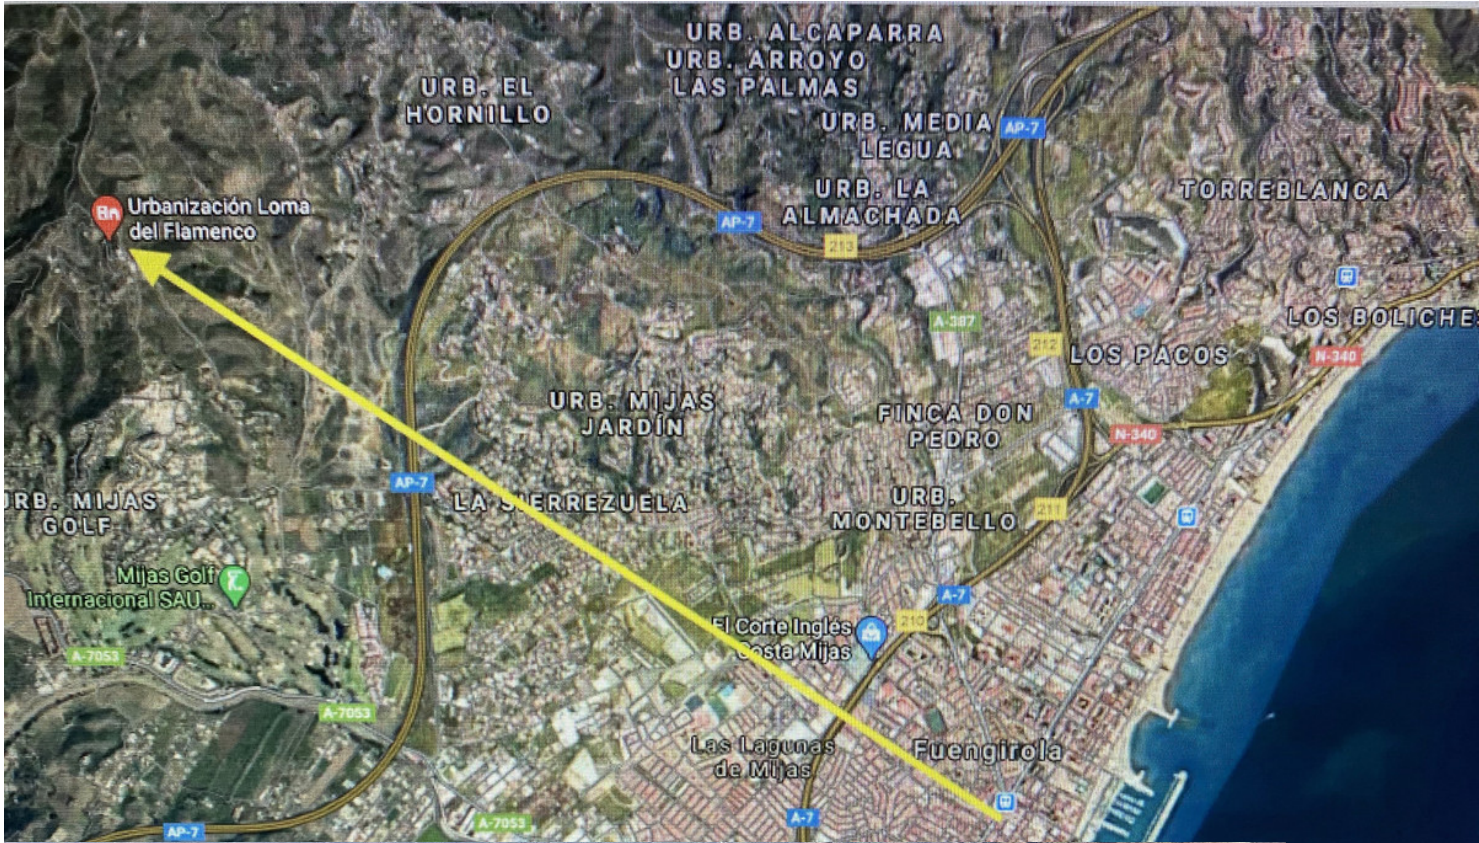 URB. ALCAPARRA
URB. ARROYO
LAS PALMAS
URB. EL
HORNILLO
URB. MEDIA
LEGUA
AP-7
URB. LA
ALMACHADA
TORREBLANCA
Urbanización Loma
del Flamenco
AP-7
213
A-387
LOS BOLICHE
212
LOS PACOS
N-340
A-7
URB. MIJAS
JARDÍN
FINCA DON
PEDRO
N-340
AP-7
LA SIERREZUELA
URB. MIJAS
GOLF
URB.
MONTEBELLO
211
Mijas Golf
Internacional SAU...
A-7
El Corte Inglés
Costa Mijas
210
A-7053
A-7053
Las Lagunas
de Mijas
Fuengirola
AP-7
A-7053
A-7